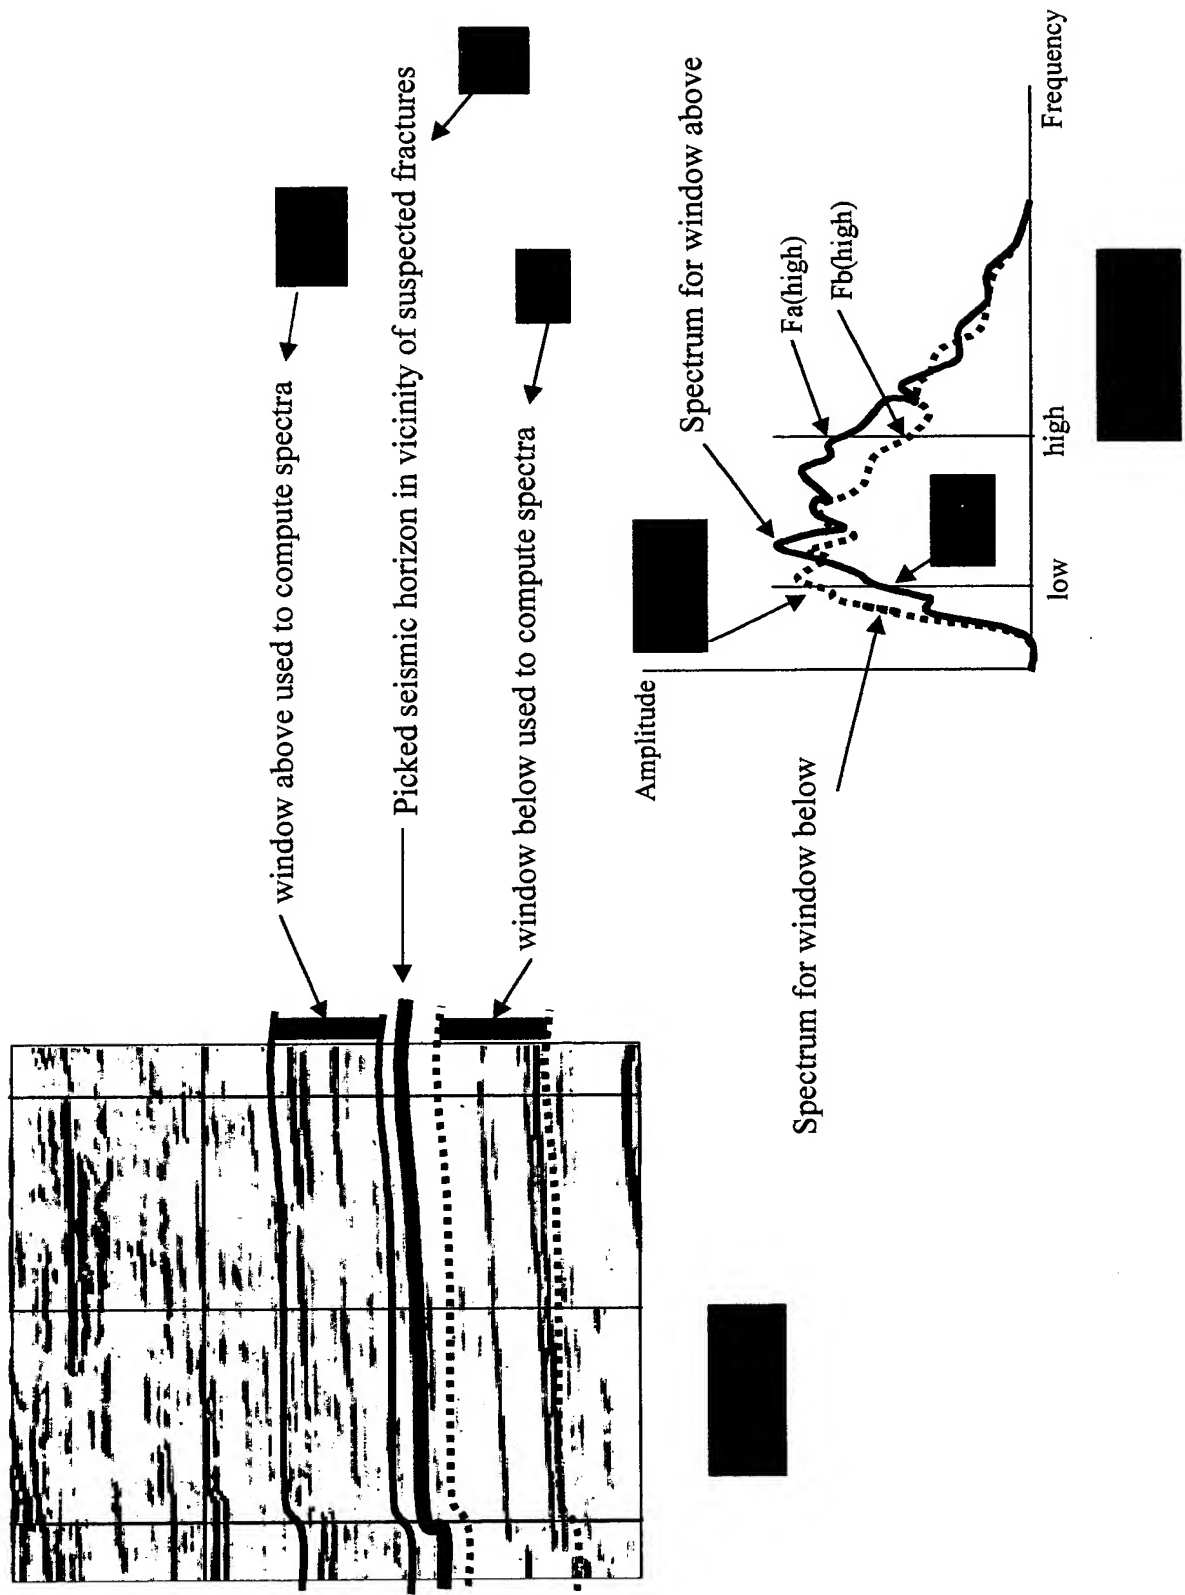 window above used to compute spectra
Picked seismic horizon in vicinity of suspected fractures
window below used to compute spectra
Amplitude
Spectrum for window above
Fa(high)
Fb(high)
Spectrum for window below
low
high
Frequency